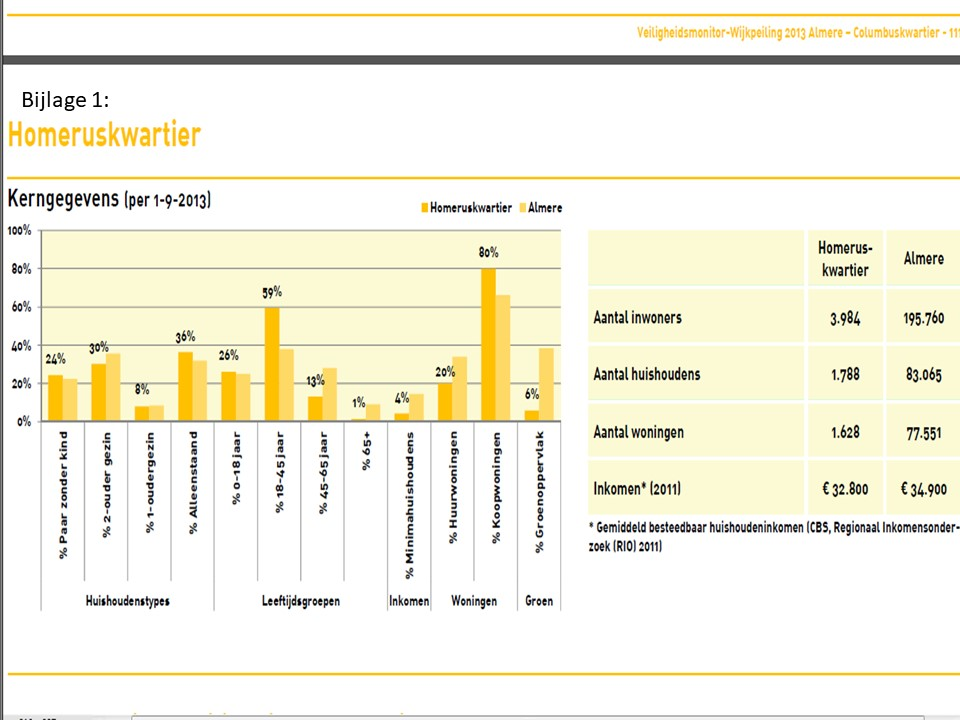 Veiligheidsmonitor-Wijkpeiling 2013 Almere – Columbuskwartier - 111
Bijlage 1:
Homeruskwartier
Kerngegevens (per 1-9-2013)
Homeruskwartier Almere
100%
80%
60%
40%
20%
0%
24%
30%
8%
36%
26%
59%
13%
1%
4%
20%
80%
6%
% Paar zonder kind
% 2-ouder gezin
% 1-oudergezin
% Alleenstaand
% 0-18 jaar
% 18-45 jaar
% 45-65 jaar
% 65+
% Minimahuishoudens
% Huurwoningen
% Koopwoningen
% Groenoppervlak
Huishoudenstypes Leeftijdsgroepen Inkomen Woningen Groen
Homerus-
kwartier Almere
Aantal inwoners 3.984 195.760
Aantal huishoudens 1.788 83.065
Aantal woningen 1.628 77.551
Inkomen* (2011) € 32.800 € 34.900
* Gemiddeld besteedbaar huishoudeninkomen (CBS, Regionaal Inkomensonder-
zoek (RIO) 2011)